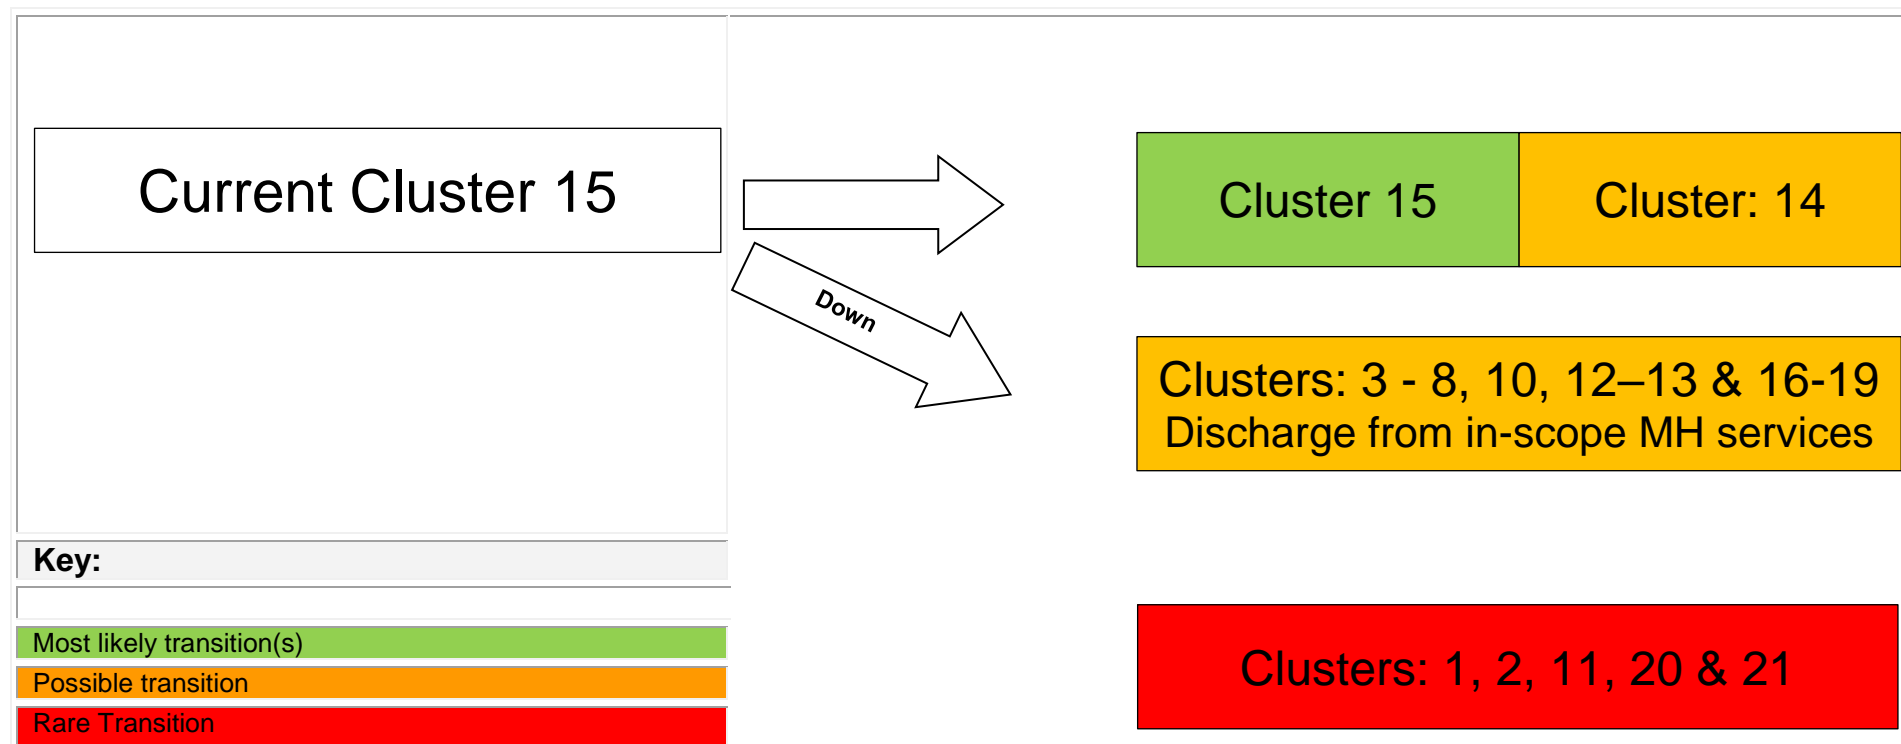 Current Cluster 15
Cluster 15
Cluster: 14
Down
Clusters: 3 - 8, 10, 12–13 & 16-19
Discharge from in-scope MH services
Key:
Most likely transition(s)
Possible transition
Rare Transition
Clusters: 1, 2, 11, 20 & 21